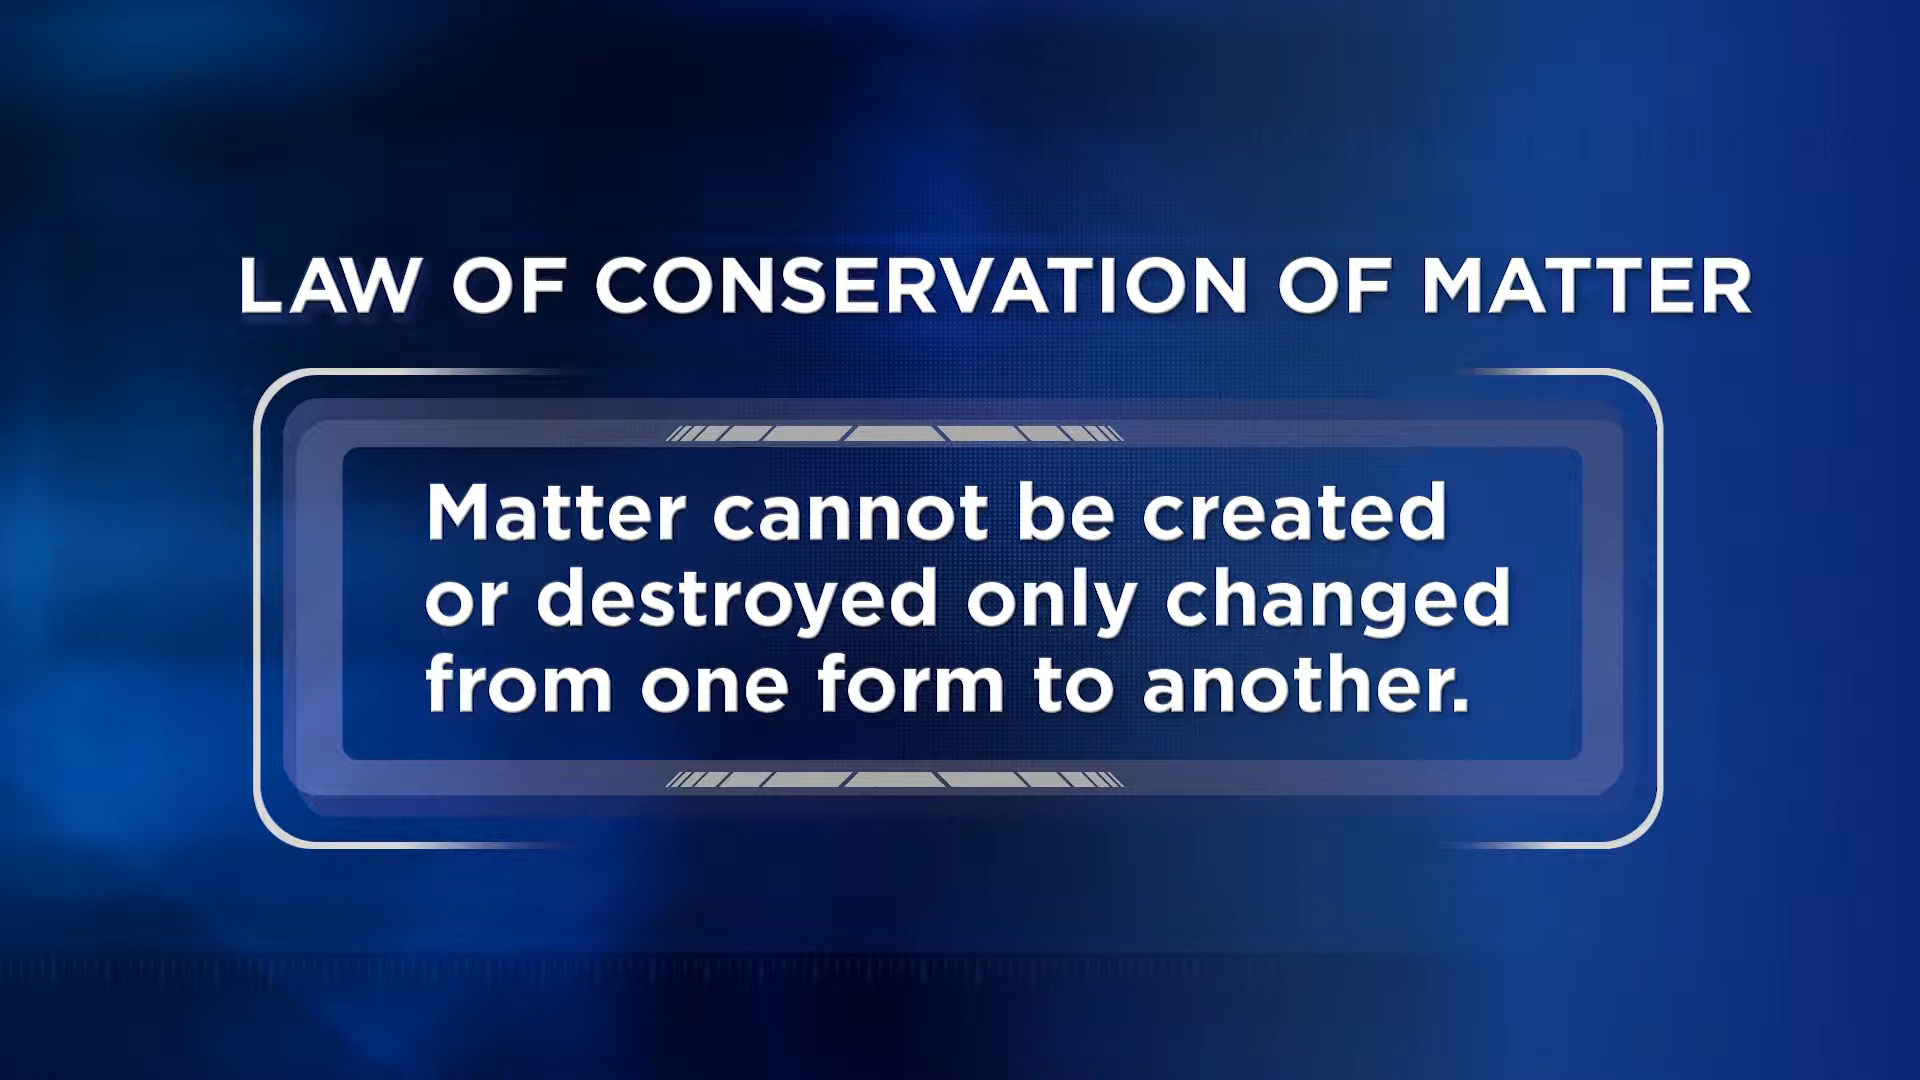 LAW OF CONSERVATION OF MATTER
Matter cannot be created
or destroyed only changed
from one form to another.